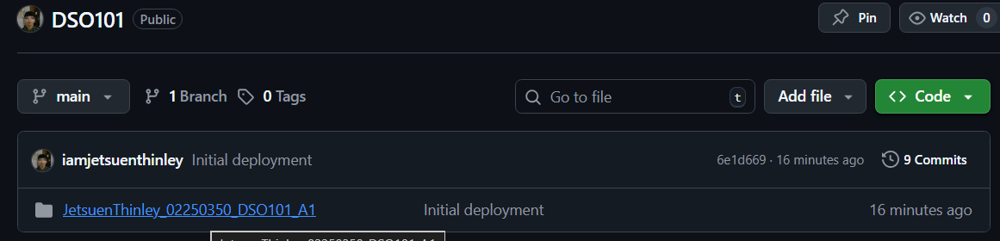 DSO101 Public Pin Watch 0
main 1 Branch 0 Tags Go to file t Add file Code
iamjetsuenthinley Initial deployment 6e1d669 · 16 minutes ago 9 Commits
JetsuenThinley_02250350_DSO101_A1 Initial deployment 16 minutes ago